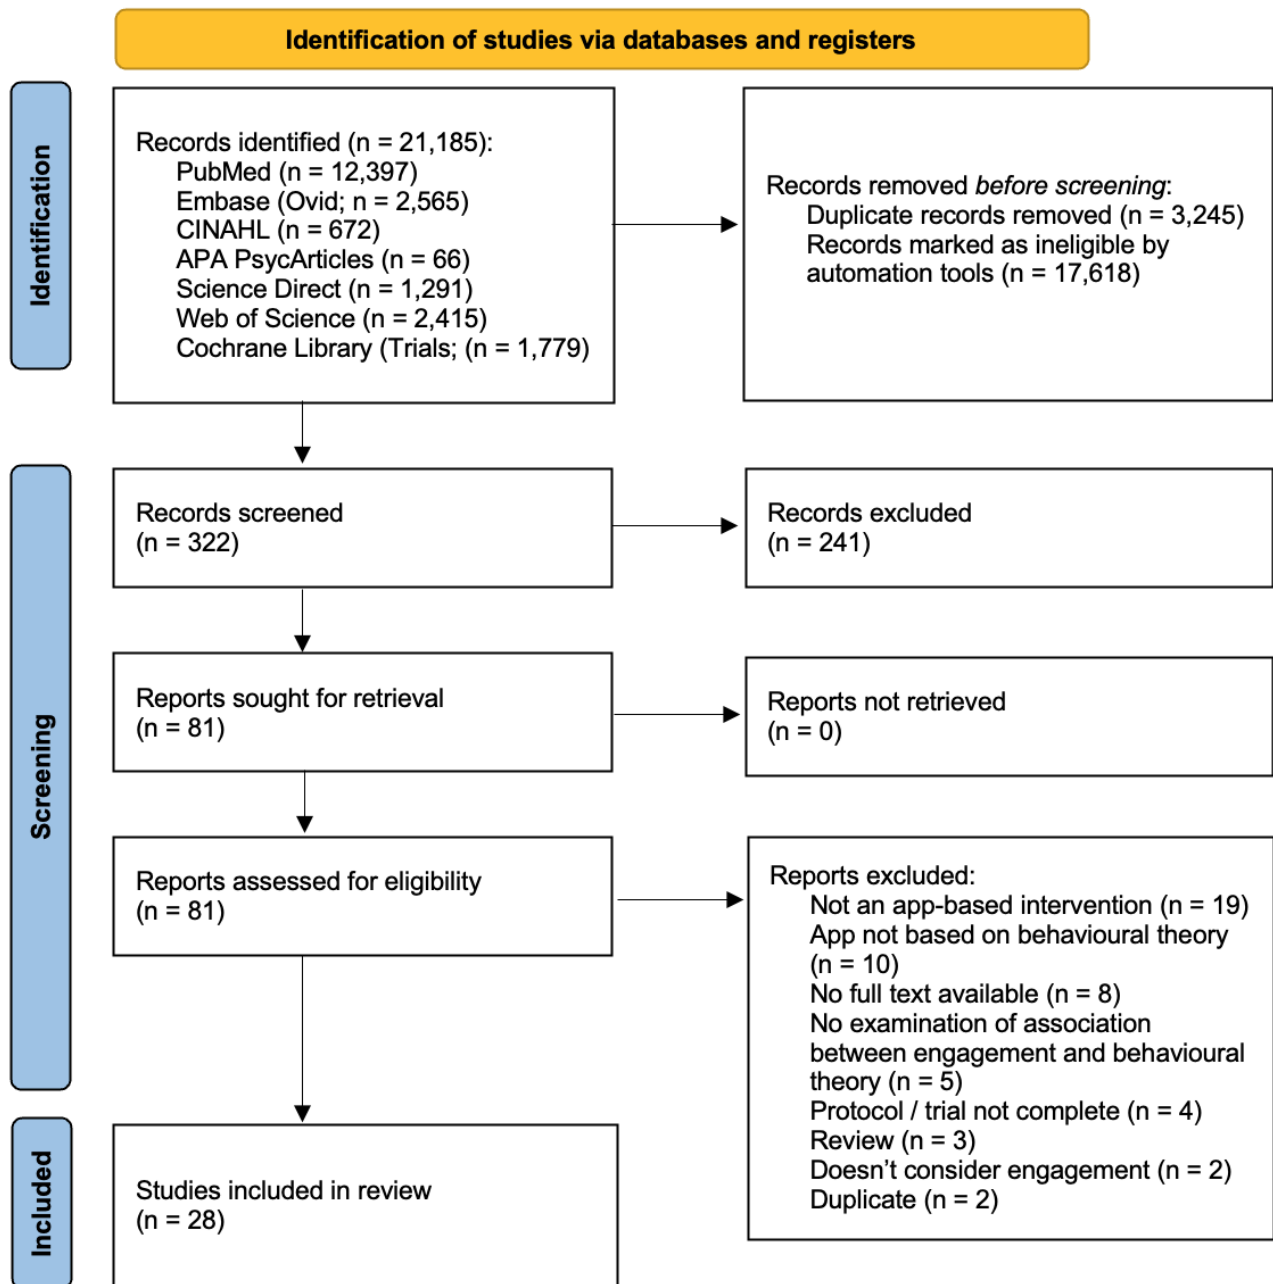 Identification of studies via databases and registers
Identification
Records identified (n = 21,185):
PubMed (n = 12,397)
Embase (Ovid; n = 2,565)
CINAHL (n = 672)
APA PsycArticles (n = 66)
Science Direct (n = 1,291)
Web of Science (n = 2,415)
Cochrane Library (Trials; (n = 1,779)
Records removed before screening:
Duplicate records removed (n = 3,245)
Records marked as ineligible by
automation tools (n = 17,618)
Screening
Records screened
(n = 322)
Records excluded
(n = 241)
Reports sought for retrieval
(n = 81)
Reports not retrieved
(n = 0)
Reports assessed for eligibility
(n = 81)
Reports excluded:
Not an app-based intervention (n = 19)
App not based on behavioural theory
(n = 10)
No full text available (n = 8)
No examination of association
between engagement and behavioural
theory (n = 5)
Protocol / trial not complete (n = 4)
Review (n = 3)
Doesn't consider engagement (n = 2)
Duplicate (n = 2)
Included
Studies included in review
(n = 28)